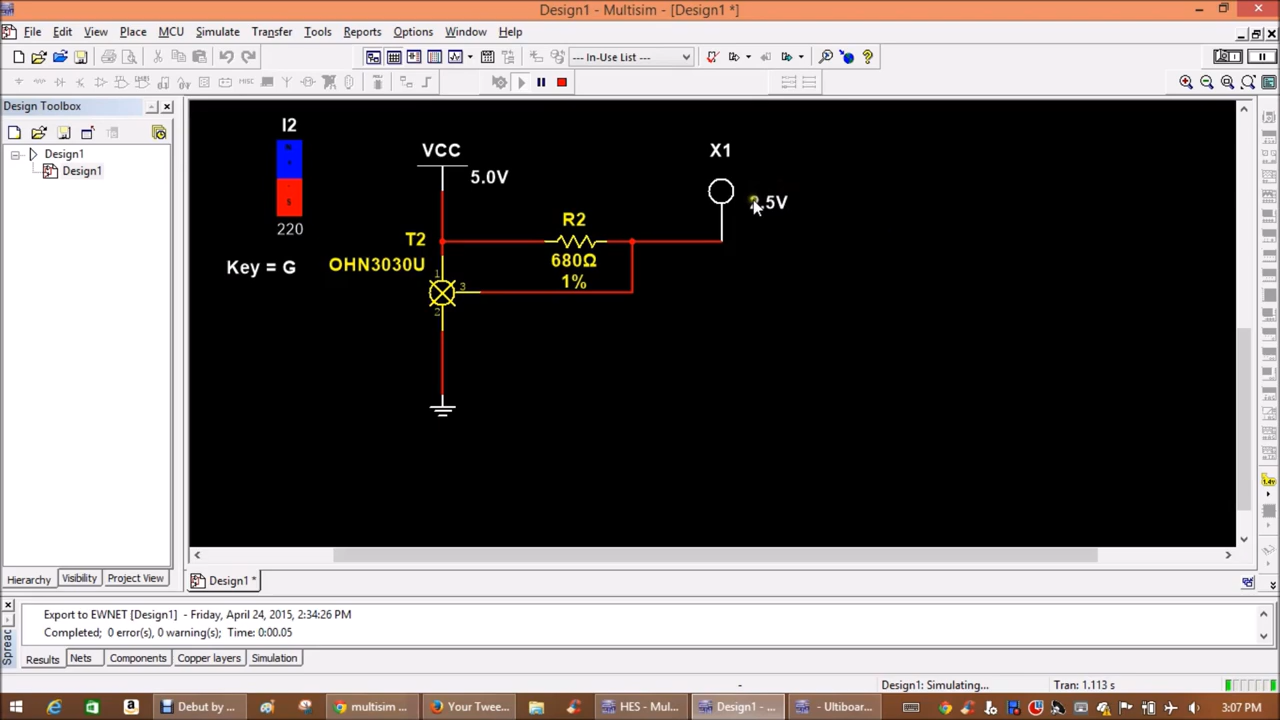 Design1 - Multisim - [Design1 *]
File Edit View Place MCU Simulate Transfer Tools Reports Options Window Help
--- In-Use List ---
Design Toolbox
Design1
Design1
I2
220
Key = G
VCC
5.0V
T2
OHN3030U
1
3
2
R2
680Ω
1%
X1
.5V
Hierarchy Visibility Project View
Design1 *
Export to EWNET [Design1] - Friday, April 24, 2015, 2:34:26 PM
Completed; 0 error(s), 0 warning(s); Time: 0:00.05
Spreac
Results Nets Components Copper layers Simulation
- Design1: Simulating... Tran: 1.113 s
Debut by ... multisim ... Your Twee... HES - Mul... Design1 - ... - Ultiboar... 3:07 PM